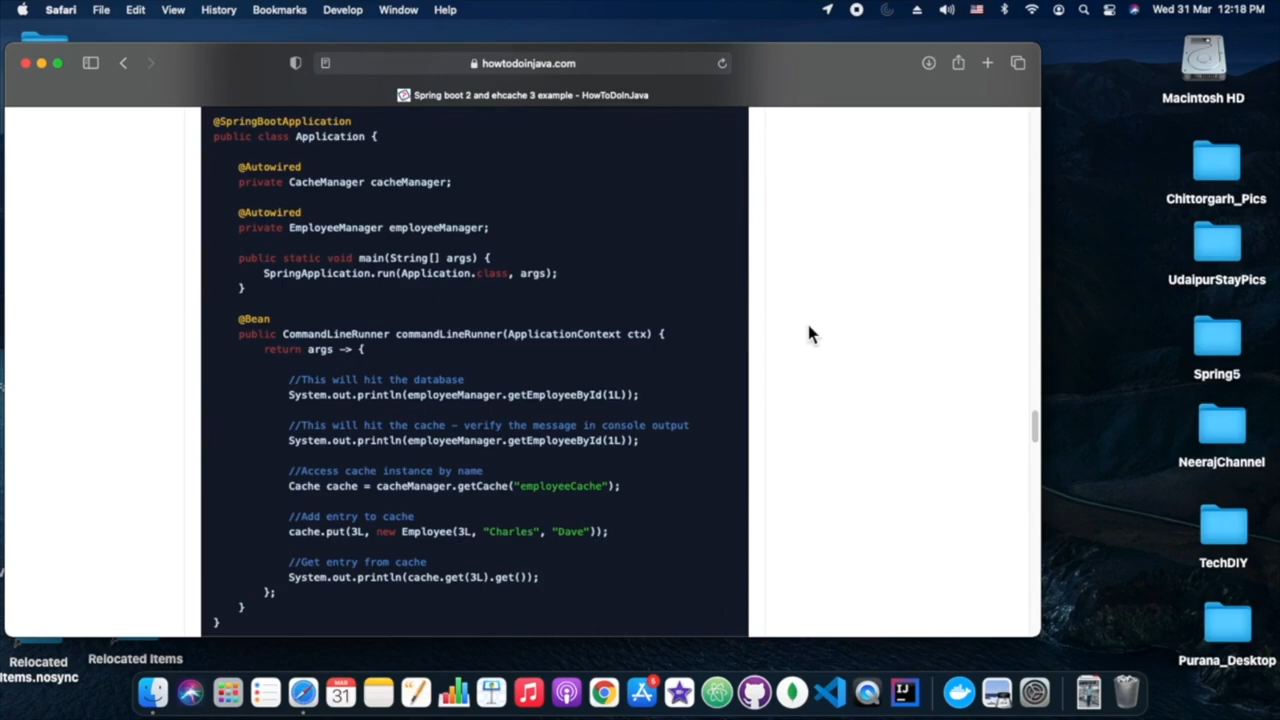 Safari File Edit View History Bookmarks Develop Window Help Wed 31 Mar 12:18 PM
howtodoinjava.com
Spring boot 2 and ehcache 3 example - HowToDoInJava
@SpringBootApplication
public class Application {
@Autowired
private CacheManager cacheManager;
@Autowired
private EmployeeManager employeeManager;
public static void main(String[] args) {
SpringApplication.run(Application.class, args);
}
@Bean
public CommandLineRunner commandLineRunner(ApplicationContext ctx) {
return args -> {
//This will hit the database
System.out.println(employeeManager.getEmployeeById(1L));
//This will hit the cache - verify the message in console output
System.out.println(employeeManager.getEmployeeById(1L));
//Access cache instance by name
Cache cache = cacheManager.getCache("employeeCache");
//Add entry to cache
cache.put(3L, new Employee(3L, "Charles", "Dave"));
//Get entry from cache
System.out.println(cache.get(3L).get());
};
}
}
Macintosh HD
Chittorgarh_Pics
UdaipurStayPics
Spring5
NeerajChannel
TechDIY
Purana_Desktop
Relocated
Items.nosync
Relocated Items
MAR
31
8